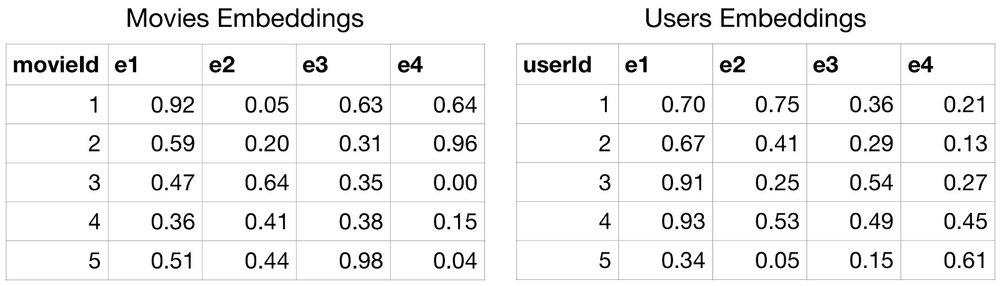 Movies Embeddings
movieId e1 e2 e3 e4
1 0.92 0.05 0.63 0.64
2 0.59 0.20 0.31 0.96
3 0.47 0.64 0.35 0.00
4 0.36 0.41 0.38 0.15
5 0.51 0.44 0.98 0.04
Users Embeddings
userId e1 e2 e3 e4
1 0.70 0.75 0.36 0.21
2 0.67 0.41 0.29 0.13
3 0.91 0.25 0.54 0.27
4 0.93 0.53 0.49 0.45
5 0.34 0.05 0.15 0.61